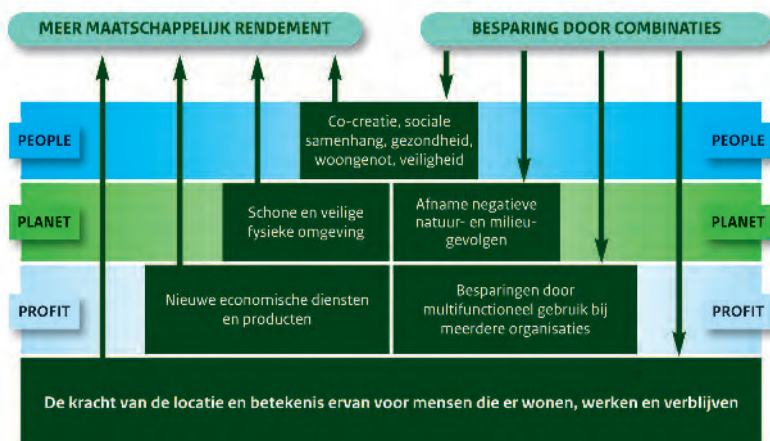 MEER MAATSCHAPPELIJK RENDEMENT
BESPARING DOOR COMBINATIES
PEOPLE
Co-creatie, sociale
samenhang, gezondheid,
woongenot, veiligheid
PEOPLE
PLANET
Schone en veilige
fysieke omgeving
Afname negatieve
natuur- en milieu-
gevolgen
PLANET
PROFIT
Nieuwe economische diensten
en producten
Besparingen door
multifunctioneel gebruik bij
meerdere organisaties
PROFIT
De kracht van de locatie en betekenis ervan voor mensen die er wonen, werken en verblijven